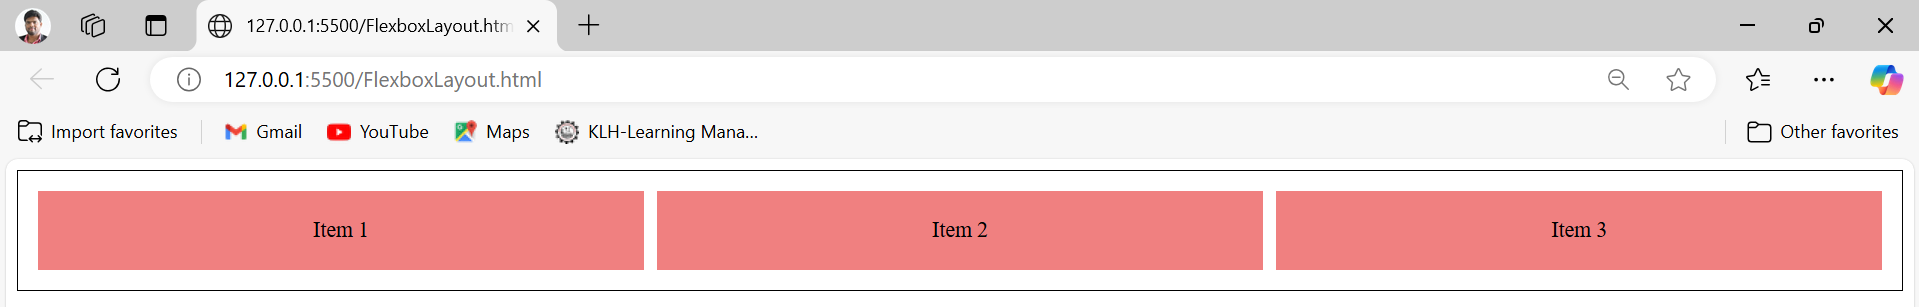 127.0.0.1:5500/FlexboxLayout.htm
127.0.0.1:5500/FlexboxLayout.html
Import favorites Gmail YouTube Maps KLH-Learning Mana... Other favorites
Item 1 Item 2 Item 3